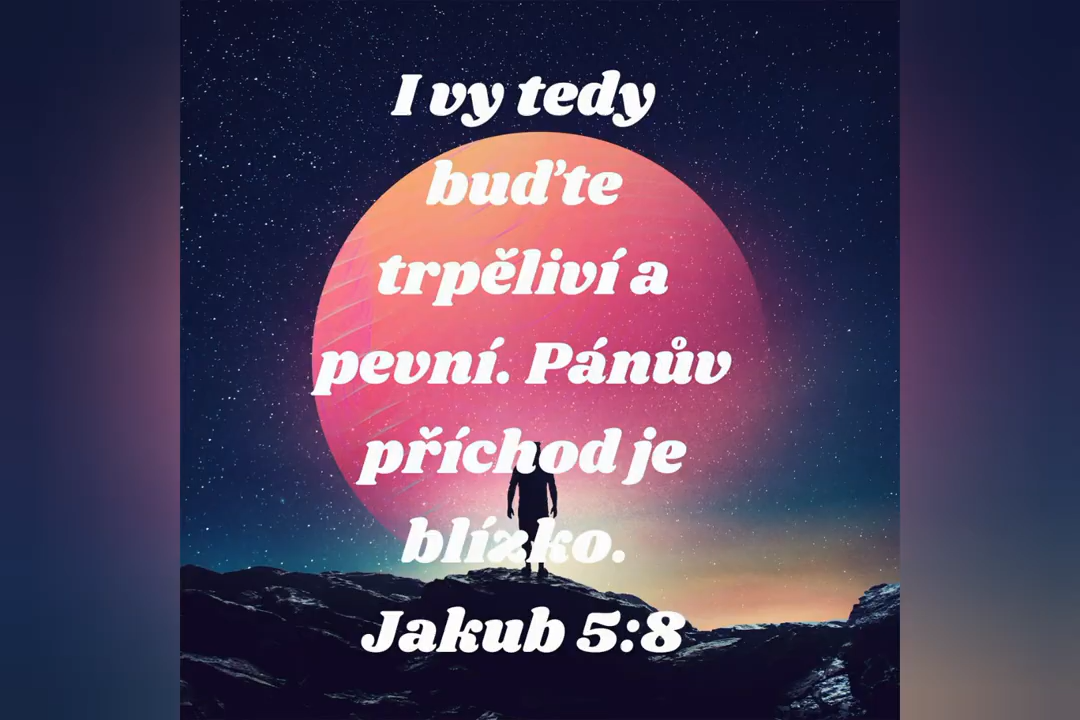 I vy tedy
buďte
trpěliví a
pevní. Pánův
příchod je
blízko.
Jakub 5:8